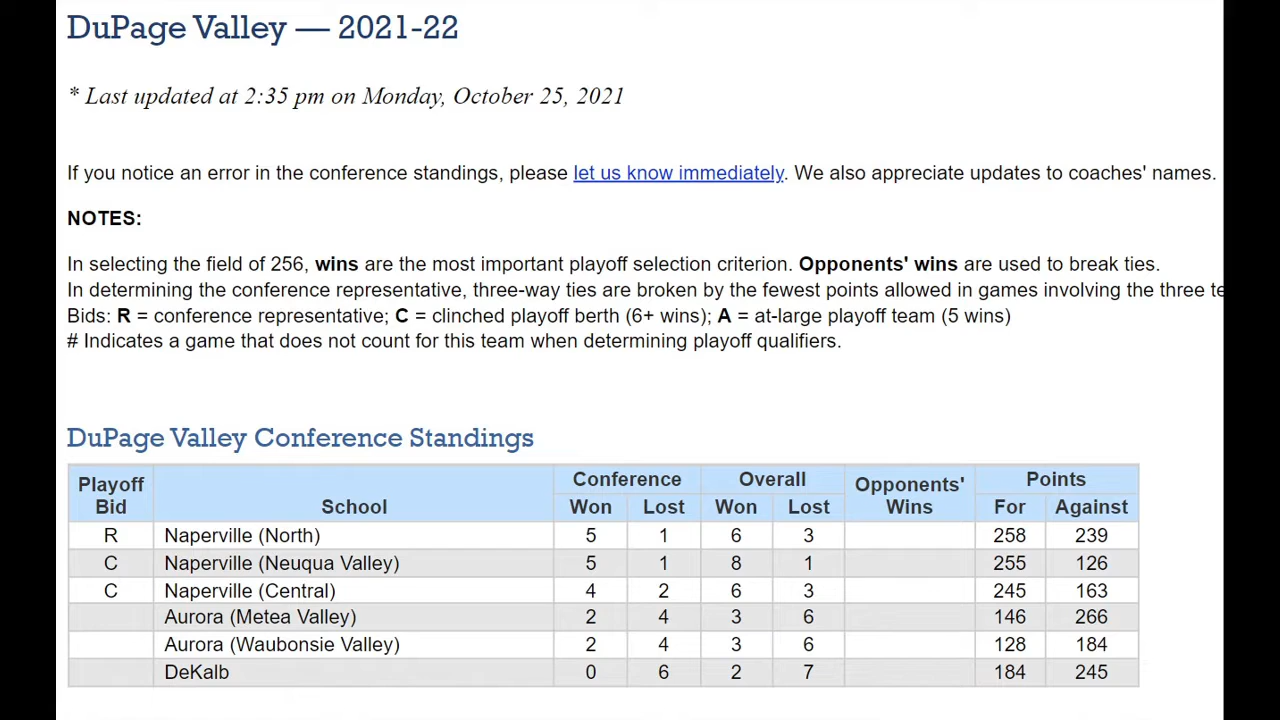 DuPage Valley — 2021-22
* Last updated at 2:35 pm on Monday, October 25, 2021
If you notice an error in the conference standings, please let us know immediately. We also appreciate updates to coaches' names.
NOTES:
In selecting the field of 256, wins are the most important playoff selection criterion. Opponents' wins are used to break ties.
In determining the conference representative, three-way ties are broken by the fewest points allowed in games involving the three
Bids: R = conference representative; C = clinched playoff berth (6+ wins); A = at-large playoff team (5 wins)
# Indicates a game that does not count for this team when determining playoff qualifiers.
DuPage Valley Conference Standings
Playoff Bid School Conference Overall Opponents' Wins Points
Won Lost Won Lost For Against
R Naperville (North) 5 1 6 3 258 239
C Naperville (Neuqua Valley) 5 1 8 1 255 126
C Naperville (Central) 4 2 6 3 245 163
Aurora (Metea Valley) 2 4 3 6 146 266
Aurora (Waubonsie Valley) 2 4 3 6 128 184
DeKalb 0 6 2 7 184 245